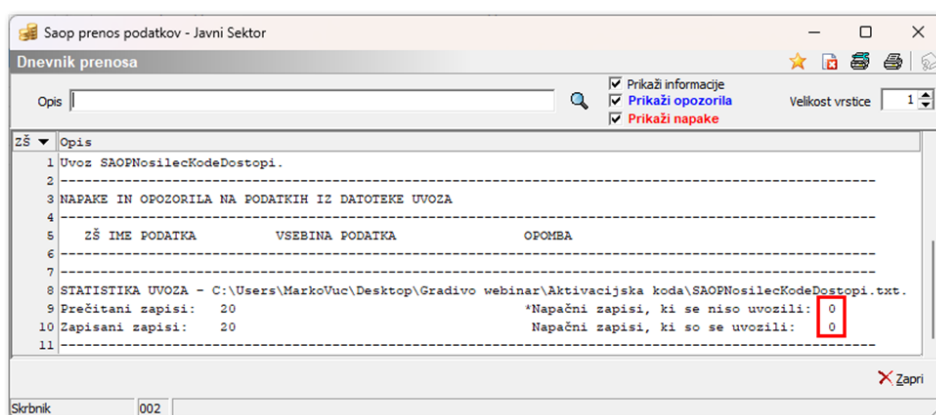 Saop prenos podatkov - Javni Sektor
Dnevnik prenosa
Opis
Prikaži informacije
Prikaži opozorila
Prikaži napake
Velikost vrstice 1
ZŠ Opis
1 Uvoz SAOPNosilecKodeDostopi.
2 --------------------------------------------------------------------------------
3 NAPAKE IN OPOZORILA NA PODATKIH IZ DATOTEKE UVOZA
4 --------------------------------------------------------------------------------
5 ZŠ IME PODATKA VSEBINA PODATKA OPOMBA
6 --------------------------------------------------------------------------------
7 --------------------------------------------------------------------------------
8 STATISTIKA UVOZA - C:\Users\MarkoVuc\Desktop\Gradivo webinar\Aktivacijska koda\SAOPNosilecKodeDostopi.txt.
9 Prečitani zapisi: 20 *Napačni zapisi, ki se niso uvozili: 0
10 Zapisani zapisi: 20 Napačni zapisi, ki so se uvozili: 0
11 --------------------------------------------------------------------------------
Zapri
Skrbnik 002